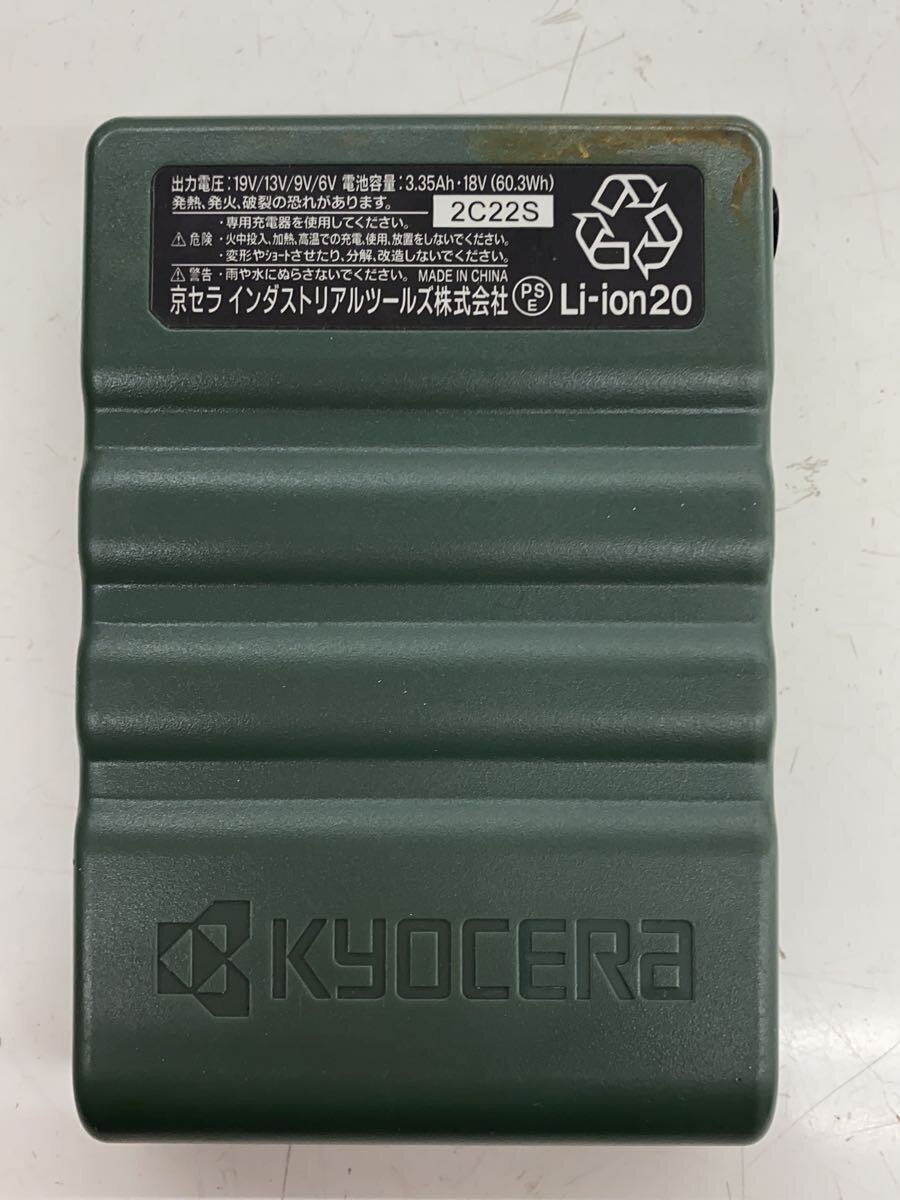 出力電圧:19V/13V/9V/6V 電池容量:3.35Ah・18V(60.3Wh)
発熱、発火、破裂の恐れがあります。
2C22S
・専用充電器を使用してください。
⚠危険 ・火中投入、加熱、高温での充電、使用、放置をしないでください。
・変形やショートさせたり、分解、改造しないでください。
⚠警告 ・雨や水にぬらさないでください。 MADE IN CHINA
京セラ インダストリアルツールズ株式会社 PSE Li-ion20
KYOCERA